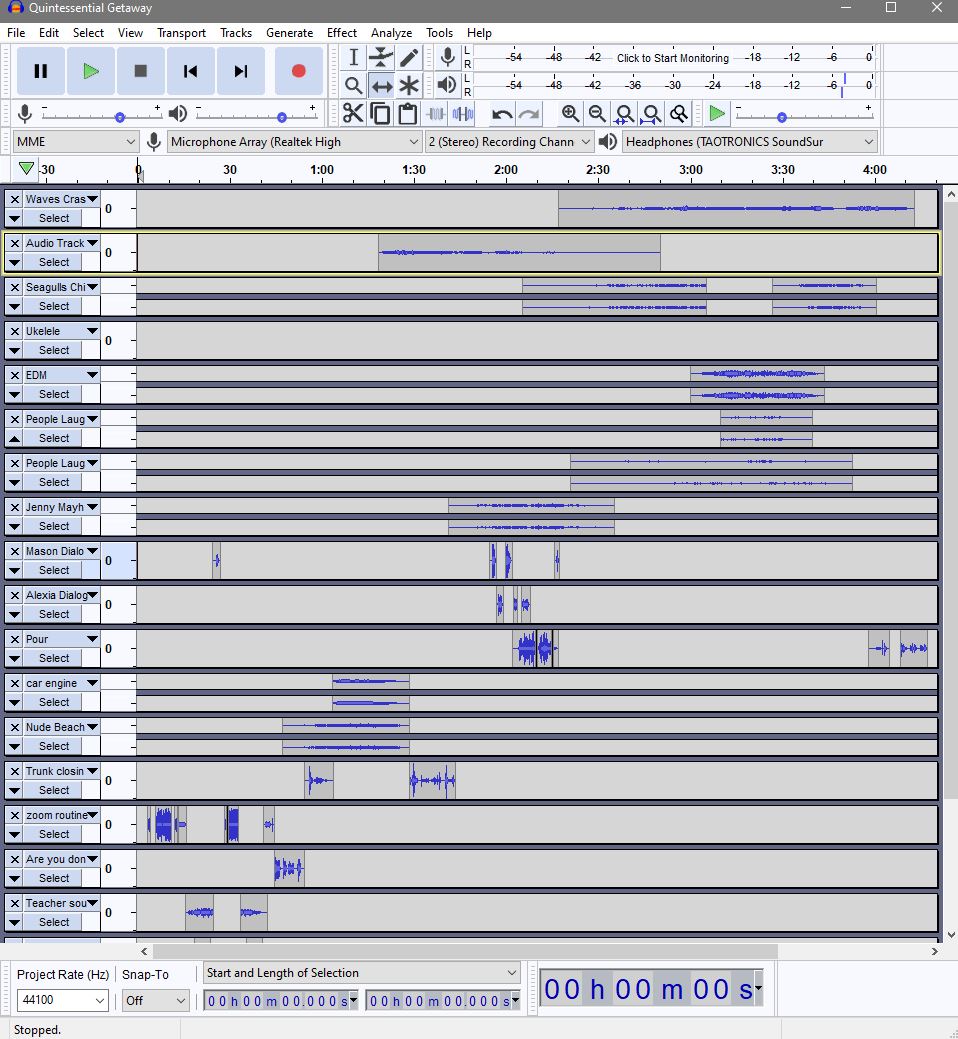 Quintessential Getaway
File Edit Select View Transport Tracks Generate Effect Analyze Tools Help
L R -54 -48 -42 Click to Start Monitoring -18 -12 -6 0
L R -54 -48 -42 -36 -30 -24 -18 -12 -6 0
- + - + - +
MME Microphone Array (Realtek High 2 (Stereo) Recording Chann Headphones (TAOTRONICS SoundSur
-30 0 30 1:00 1:30 2:00 2:30 3:00 3:30 4:00
Waves Cras 0
Select
Audio Track 0
Select
Seagulls Chi
Select
Ukelele 0
Select
EDM
Select
People Laug
Select
People Laug
Select
Jenny Mayh
Select
Mason Dialo 0
Select
Alexia Dialog 0
Select
Pour 0
Select
car engine
Select
Nude Beach
Select
Trunk closin 0
Select
zoom routine 0
Select
Are you don 0
Select
Teacher sou 0
Select
Project Rate (Hz) Snap-To Start and Length of Selection
44100 Off 00 h 00 m 00.000 s 00 h 00 m 00.000 s 00 h 00 m 00 s
Stopped.